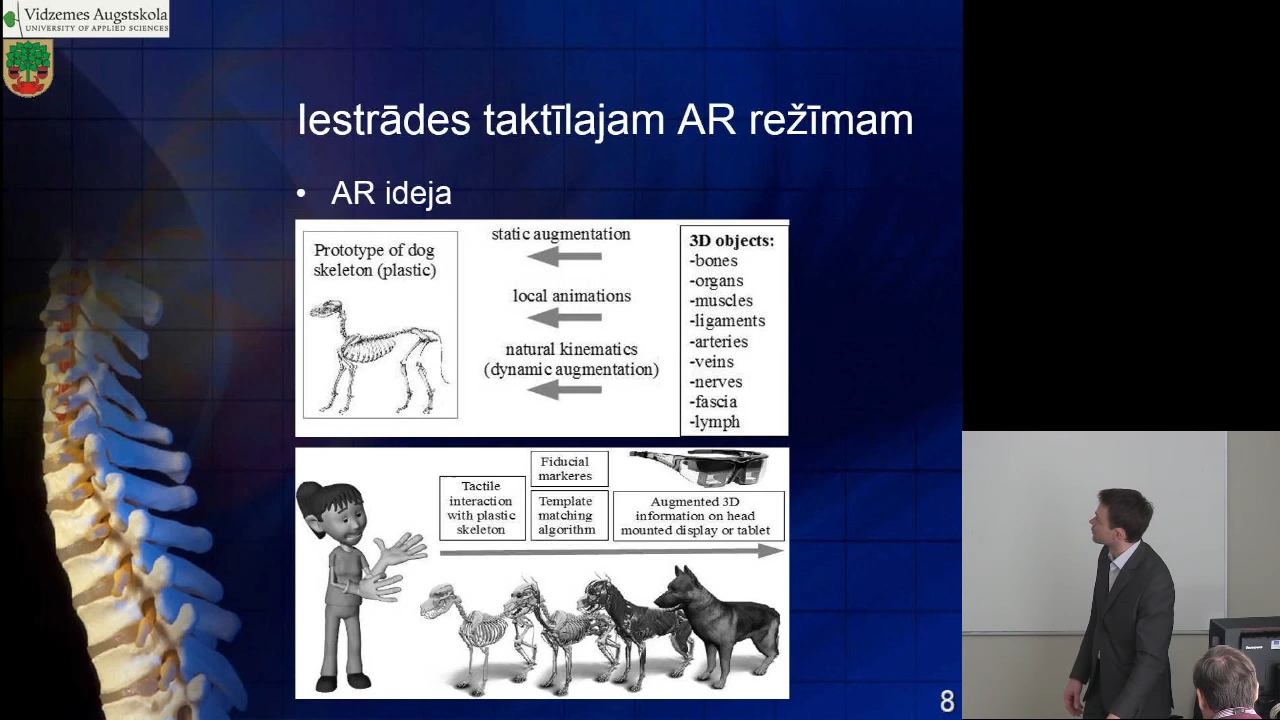 Vidzemes Augstskola
UNIVERSITY OF APPLIED SCIENCES
Iestrādes taktīlajam AR režīmam
• AR ideja
Prototype of dog
skeleton (plastic)
static augmentation
local animations
natural kinematics
(dynamic augmentation)
3D objects:
-bones
-organs
-muscles
-ligaments
-arteries
-veins
-nerves
-fascia
-lymph
Tactile
interaction
with plastic
skeleton
Fiducial
markeres
Template
matching
algorithm
Augmented 3D
information on head
mounted display or tablet
8